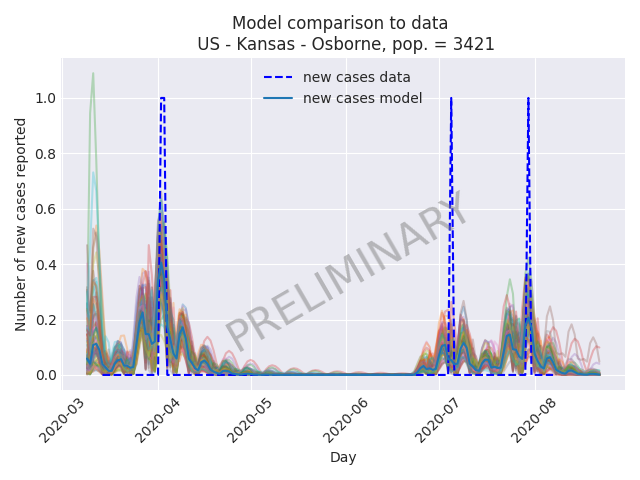 Model comparison to data
US - Kansas - Osborne, pop. = 3421
new cases data
new cases model
Number of new cases reported
1.0
0.8
0.6
0.4
0.2
0.0
PRELIMINARY
2020-03
2020-04
2020-05
2020-06
2020-07
2020-08
Day